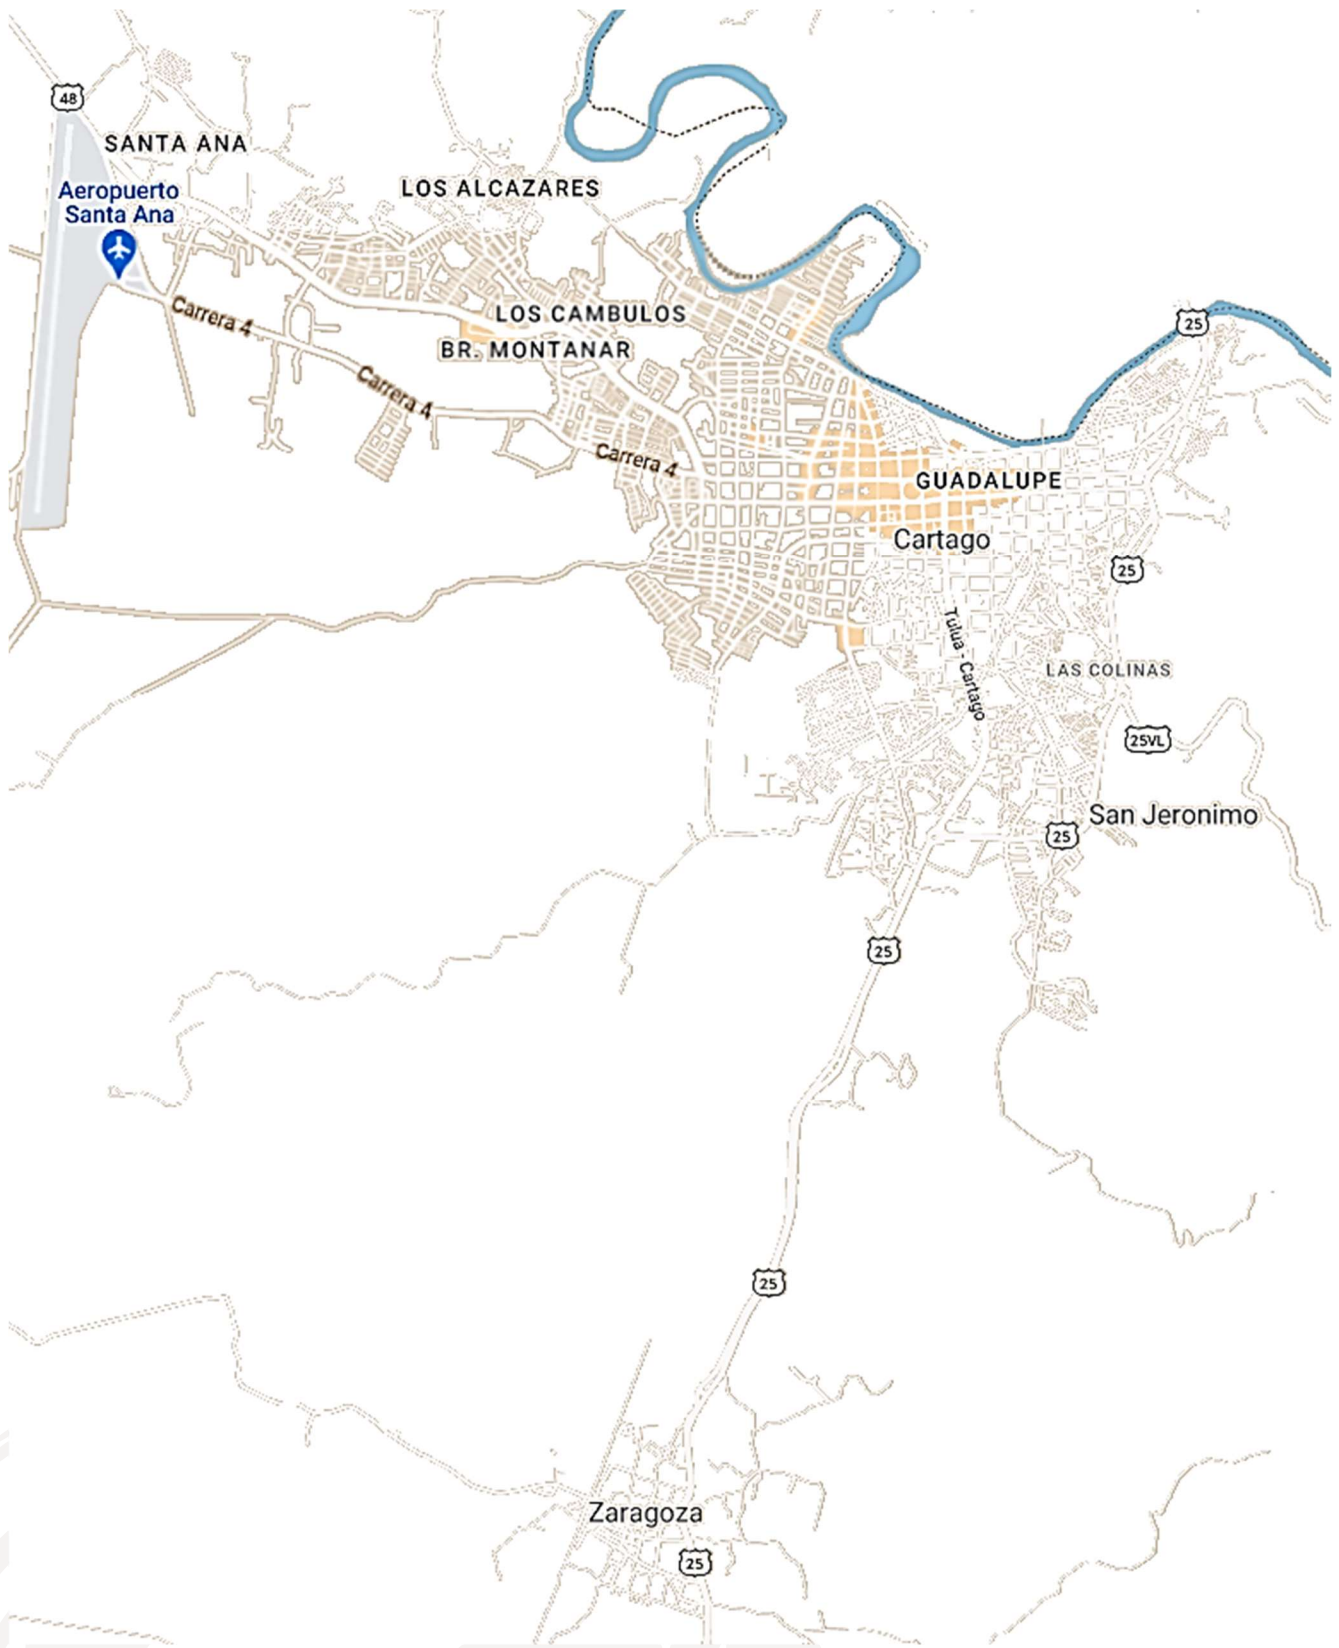 48
SANTA ANA
Aeropuerto
Santa Ana
LOS ALCAZARES
Carrera 4
LOS CAMBULOS
25
BR. MONTANAR
Carrera 4
Carrera 4
GUADALUPE
Cartago
25
Tulua - Cartago
LAS COLINAS
25VL
San Jeronimo
25
25
25
Zaragoza
25